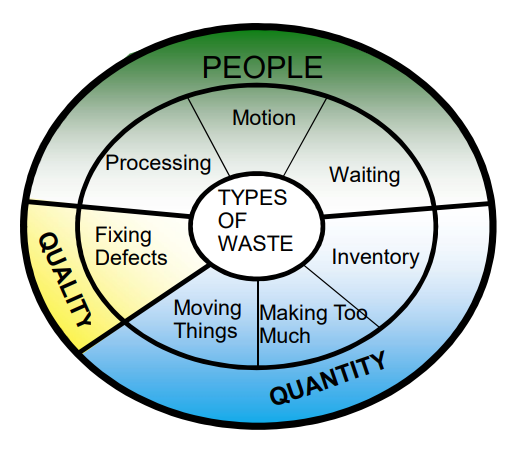 PEOPLE
Motion
Processing
Waiting
TYPES
OF
WASTE
QUALITY
Fixing
Defects
Inventory
Moving
Things
Making Too
Much
QUANTITY